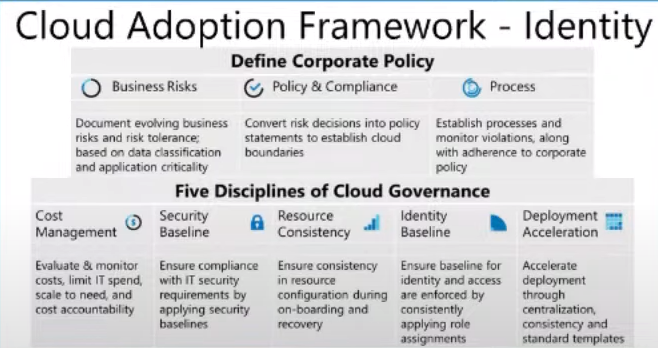 Cloud Adoption Framework - Identity
Define Corporate Policy
Business Risks
Policy & Compliance
Process
Document evolving business
risks and risk tolerance;
based on data classification
and application criticality
Convert risk decisions into policy
statements to establish cloud
boundaries
Establish processes and
monitor violations, along
with adherence to corporate
policy
Five Disciplines of Cloud Governance
Cost
Management
$
Security
Baseline
Resource
Consistency
Identity
Baseline
Deployment
Acceleration
Evaluate & monitor
costs, limit IT spend,
scale to need, and
cost accountability
Ensure compliance
with IT security
requirements by
applying security
baselines
Ensure consistency
in resource
configuration during
on-boarding and
recovery
Ensure baseline for
identity and access
are enforced by
consistently
applying role
assignments
Accelerate
deployment
through
centralization,
consistency and
standard templates